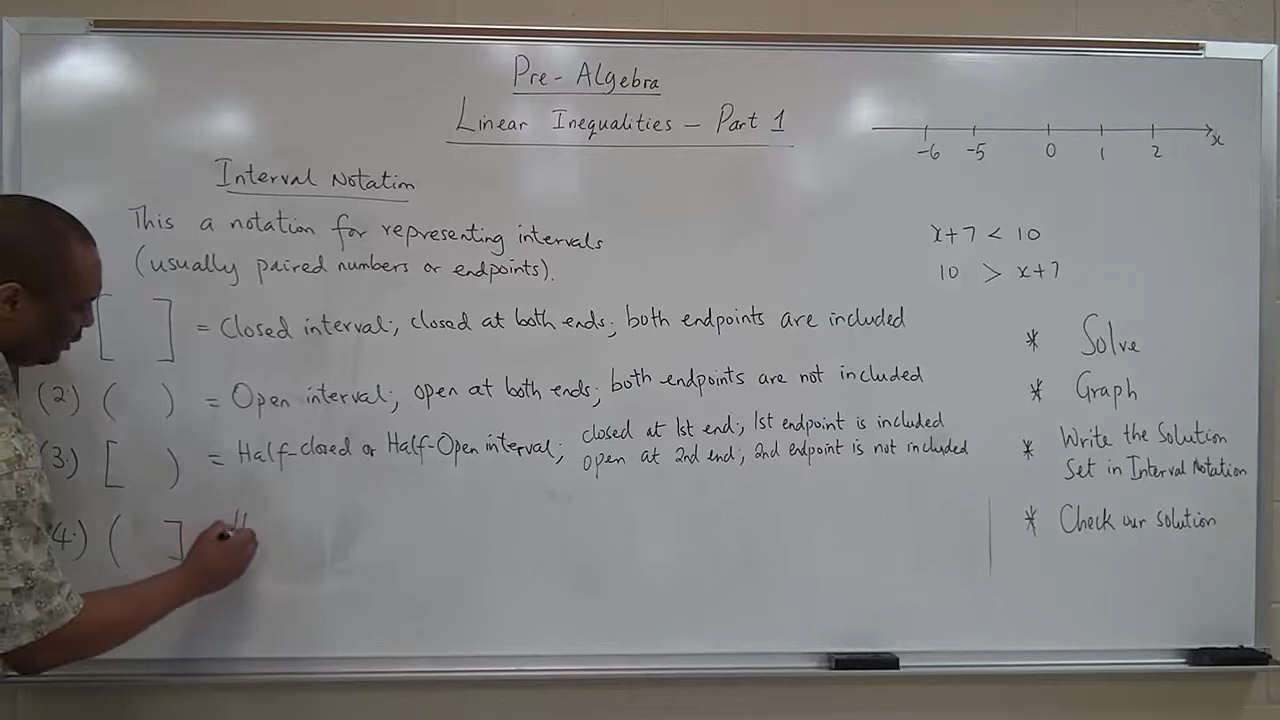 Pre-Algebra
Linear Inequalities - Part 1
-6 -5 0 1 2 x
Interval Notation
This a notation for representing intervals
(usually paired numbers or endpoints).
x+7 < 10
10 > x+7
[ ] = Closed interval; closed at both ends; both endpoints are included
(2.) ( ) = Open interval; open at both ends; both endpoints are not included
(3.) [ ) = Half-closed or Half-Open interval; closed at 1st end; 1st endpoint is included
open at 2nd end; 2nd endpoint is not included
(4.) ( ]
* Solve
* Graph
* Write the Solution
Set in Interval Notation
* Check our solution